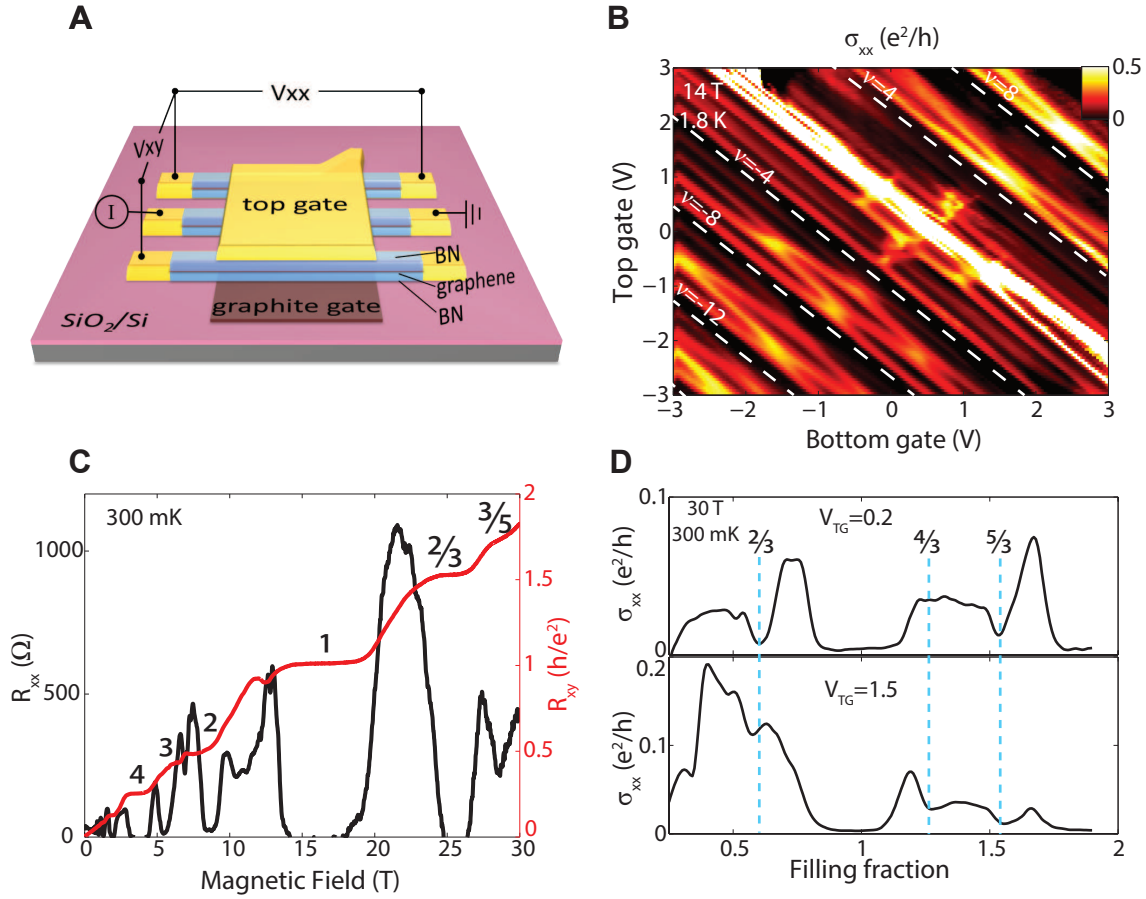 A
Vxx
Vxy
I
top gate
BN
graphene
BN
graphite gate
SiO2/Si
B
σxx (e²/h)
0.5
0
14 T
1.8 K
ν=4
ν=8
ν=-4
ν=-8
ν=-12
3
2
1
0
−1
−2
−3
Top gate (V)
−3 −2 −1 0 1 2 3
Bottom gate (V)
C
300 mK
1000
500
0
Rxx (Ω)
4
3
2
1
2/3
3/5
2
1.5
1
0.5
0
Rxy (h/e²)
0 5 10 15 20 25 30
Magnetic Field (T)
D
0.1
0
σxx (e²/h)
30 T
300 mK
VTG=0.2
2/3
4/3
5/3
0.2
0.1
0
σxx (e²/h)
VTG=1.5
0.5 1 1.5 2
Filling fraction